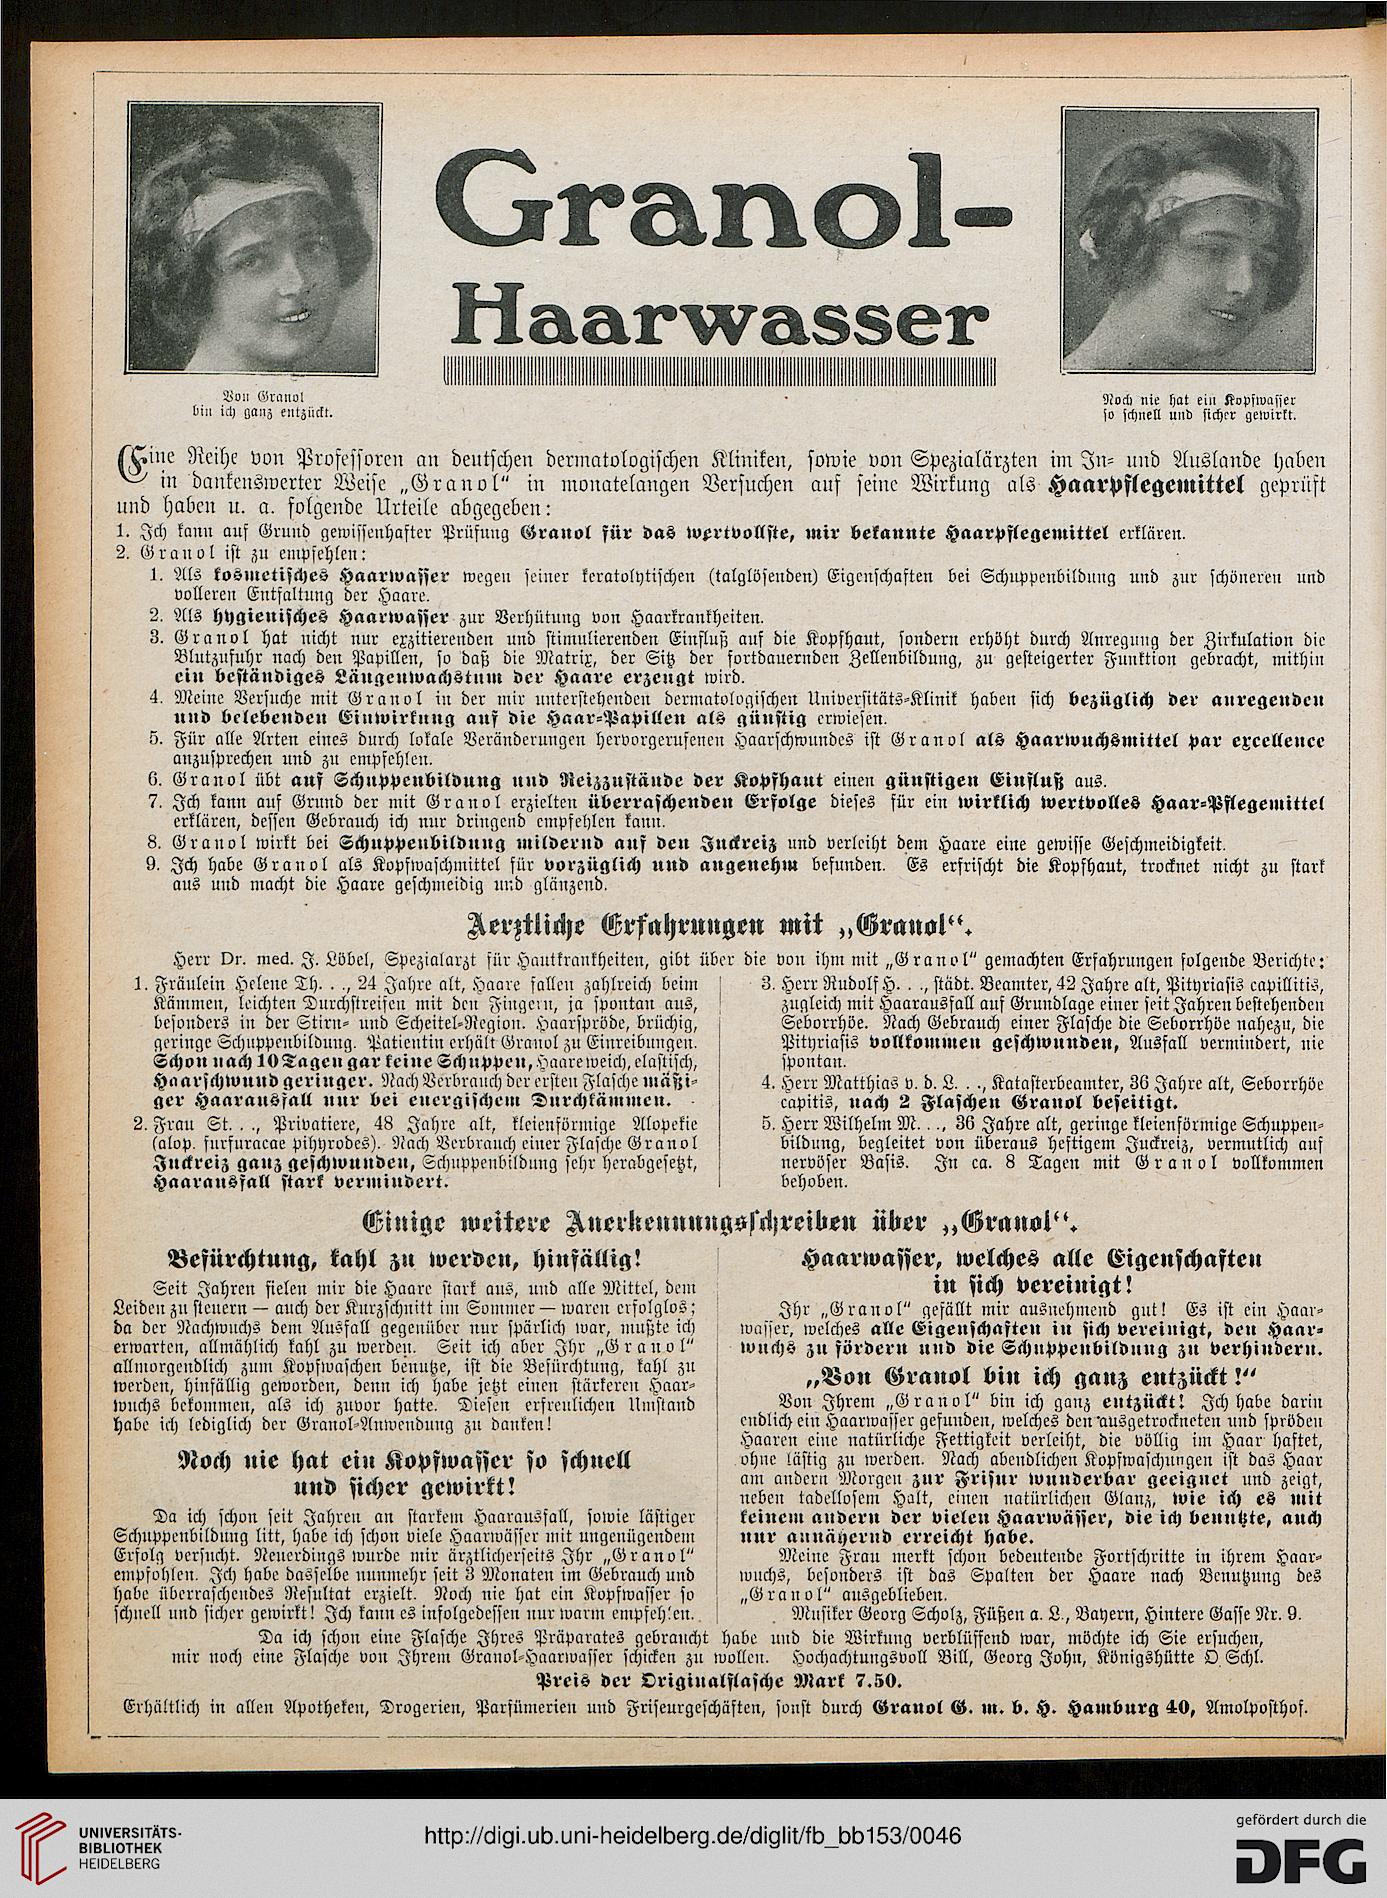 Granol-
Haarwasser
Von Granol
bin ich ganz entzückt.
Noch nie hat ein Kopfwasser
so schnell und sicher gewirkt.
Eine Reihe von Professoren an deutschen dermatologischen Kliniken, sowie von Spezialärzten im In- und Auslande haben
in dankenswerter Weise „Granol“ in monatelangen Versuchen auf seine Wirkung als Haarpflegemittel geprüft
und haben u. a. folgende Urteile abgegeben:
1. Ich kann auf Grund gewissenhafter Prüfung Granol für das wertvollste, mir bekannte Haarpflegemittel erklären.
2. Granol ist zu empfehlen:
1. Als kosmetisches Haarwasser wegen seiner keratolytischen (talglösenden) Eigenschaften bei Schuppenbildung und zur schöneren und
volleren Entfaltung der Haare.
2. Als hygienisches Haarwasser zur Verhütung von Haarkrankheiten.
3. Granol hat nicht nur exzitierenden und stimulierenden Einfluß auf die Kopfhaut, sondern erhöht durch Anregung der Zirkulation die
Blutzufuhr nach den Papillen, so daß die Matrix, der Sitz der fortdauernden Zellenbildung, zu gesteigerter Funktion gebracht, mithin
ein beständiges Längenwachstum der Haare erzeugt wird.
4. Meine Versuche mit Granol in der mir unterstehenden dermatologischen Universitäts-Klinik haben sich bezüglich der anregenden
und belebenden Einwirkung auf die Haar-Papillen als günstig erwiesen.
5. Für alle Arten eines durch lokale Veränderungen hervorgerufenen Haarschwundes ist Granol als Haarwuchsmittel par excellence
anzusprechen und zu empfehlen.
6. Granol übt auf Schuppenbildung und Reizzustände der Kopfhaut einen günstigen Einfluß aus.
7. Ich kann auf Grund der mit Granol erzielten überraschenden Erfolge dieses für ein wirklich wertvolles Haar-Pflegemittel
erklären, dessen Gebrauch ich nur dringend empfehlen kann.
8. Granol wirkt bei Schuppenbildung mildernd auf den Juckreiz und verleiht dem Haare eine gewisse Geschmeidigkeit.
9. Ich habe Granol als Kopfwaschmittel für vorzüglich und angenehm befunden. Es erfrischt die Kopfhaut, trocknet nicht zu stark
aus und macht die Haare geschmeidig und glänzend.
Aerztliche Erfahrungen mit „Granol“.
Herr Dr. med. J. Löbel, Spezialarzt für Hautkrankheiten, gibt über die von ihm mit „Granol“ gemachten Erfahrungen folgende Berichte:
1. Fräulein Helene Th. . ., 24 Jahre alt, Haare fallen zahlreich beim
Kämmen, leichten Durchstreifen mit den Fingern, ja spontan aus,
besonders in der Stirn- und Scheitel-Region. Haarspröde, brüchig,
geringe Schuppenbildung. Patientin erhält Granol zu Einreibungen.
Schon nach 10 Tagen gar keine Schuppen, Haare weich, elastisch,
Haarschwund geringer. Nach Verbrauch der ersten Flasche mäßi-
ger Haarausfall nur bei energischem Durchkämmen.
2. Frau St. . ., Privatiere, 48 Jahre alt, kleienförmige Alopekie
(alop. furfuracae pihyrodes). Nach Verbrauch einer Flasche Granol
Juckreiz ganz geschwunden, Schuppenbildung sehr herabgesetzt,
Haarausfall stark vermindert.
3. Herr Rudolf H. . ., städt. Beamter, 42 Jahre alt, Pityriasis capillitis,
zugleich mit Haarausfall auf Grundlage einer seit Jahren bestehenden
Seborrhöe. Nach Gebrauch einer Flasche die Seborrhöe nahezu, die
Pityriasis vollkommen geschwunden, Ausfall vermindert, nie
spontan.
4. Herr Matthias v. d. L. . ., Katasterbeamter, 36 Jahre alt, Seborrhöe
capitis, nach 2 Flaschen Granol beseitigt.
5. Herr Wilhelm M. . ., 36 Jahre alt, geringe kleienförmige Schuppen-
bildung, begleitet von überaus heftigem Juckreiz, vermutlich auf
nervöser Basis. In ca. 8 Tagen mit Granol vollkommen
behoben.
Einige weitere Anerkennungsschreiben über „Granol“.
Befürchtung, kahl zu werden, hinfällig!
Seit Jahren fielen mir die Haare stark aus, und alle Mittel, dem
Leiden zu steuern — auch der Kurzschnitt im Sommer — waren erfolglos;
da der Nachwuchs dem Ausfall gegenüber nur spärlich war, mußte ich
erwarten, allmählich kahl zu werden. Seit ich aber Ihr „Granol“
allmorgendlich zum Kopfwaschen benutze, ist die Befürchtung, kahl zu
werden, hinfällig geworden, denn ich habe jetzt einen stärkeren Haar-
wuchs bekommen, als ich zuvor hatte. Diesen erfreulichen Umstand
habe ich lediglich der Granol-Anwendung zu danken!
Noch nie hat ein Kopfwasser so schnell
und sicher gewirkt!
Da ich schon seit Jahren an starkem Haarausfall, sowie lästiger
Schuppenbildung litt, habe ich schon viele Haarwässer mit ungenügendem
Erfolg versucht. Neuerdings wurde mir ärztlicherseits Ihr „Granol“
empfohlen. Ich habe dasselbe nunmehr seit 3 Monaten im Gebrauch und
habe überraschendes Resultat erzielt. Noch nie hat ein Kopfwasser so
schnell und sicher gewirkt! Ich kann es infolgedessen nur warm empfehlen.
Haarwasser, welches alle Eigenschaften
in sich vereinigt!
Ihr „Granol“ gefällt mir ausnehmend gut! Es ist ein Haar-
wasser, welches alle Eigenschaften in sich vereinigt, den Haar-
wuchs zu fördern und die Schuppenbildung zu verhindern.
„Von Granol bin ich ganz entzückt!“
Von Ihrem „Granol“ bin ich ganz entzückt! Ich habe darin
endlich ein Haarwasser gefunden, welches den ausgetrockneten und spröden
Haaren eine natürliche Fettigkeit verleiht, die völlig im Haar haftet,
ohne lästig zu werden. Nach abendlichen Kopfwaschungen ist das Haar
am andern Morgen zur Frisur wunderbar geeignet und zeigt,
neben tadellosem Halt, einen natürlichen Glanz, wie ich es mit
keinem andern der vielen Haarwässer, die ich benutzte, auch
nur annähernd erreicht habe.
Meine Frau merkt schon bedeutende Fortschritte in ihrem Haar-
wuchs, besonders ist das Spalten der Haare nach Benutzung des
„Granol“ ausgeblieben.
Musiker Georg Scholz, Füßen a. L., Bayern, Hintere Gasse Nr. 9.
Da ich schon eine Flasche Ihres Präparates gebraucht habe und die Wirkung verblüffend war, möchte ich Sie ersuchen,
mir noch eine Flasche von Ihrem Granol-Haarwasser schicken zu wollen. Hochachtungsvoll Bill, Georg John, Königshütte O Schl.
Preis der Originalflasche Mark 7.50.
Erhältlich in allen Apotheken, Drogerien, Parfümerien und Friseurgeschäften, sonst durch Granol G. m. b. H. Hamburg 40, Amolposthof.
UNIVERSITÄTS-
BIBLIOTHEK
HEIDELBERG
http://digi.ub.uni-heidelberg.de/diglit/fb_bb153/0046
gefördert durch die
DFG